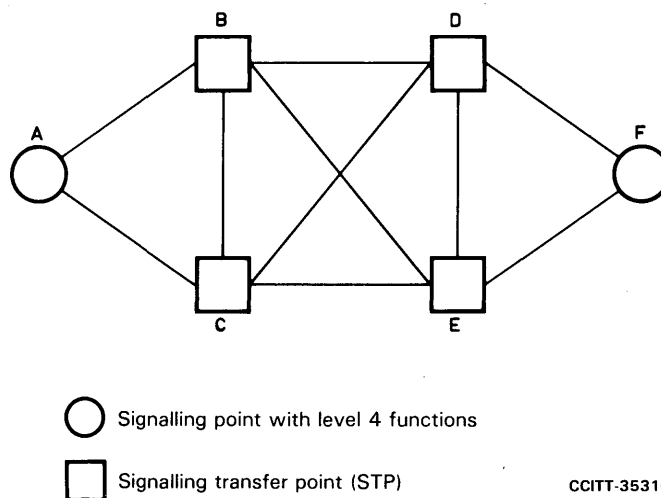 B
D
A
F
C
E
Signalling point with level 4 functions
Signalling transfer point (STP)
CCITT-3531